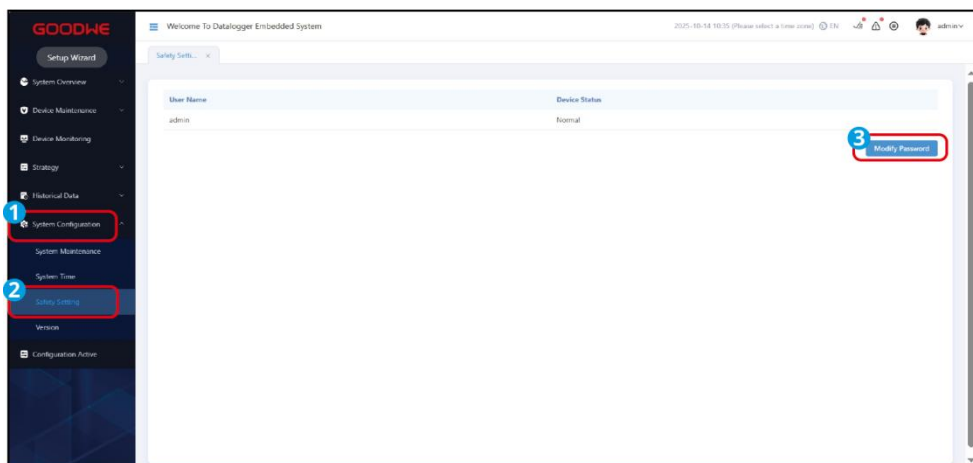 GOODWE
Welcome To Datalogger Embedded System
2025-10-14 10:35 (Please select a time zone)
EN
admin
Setup Wizard
Safety Setti... ×
System Overview
Device Maintenance
Device Monitoring
Strategy
Historical Data
1
System Configuration
System Maintenance
System Time
2
Safety Setting
Version
Configuration Active
User Name Device Status
admin Normal
3
Modify Password